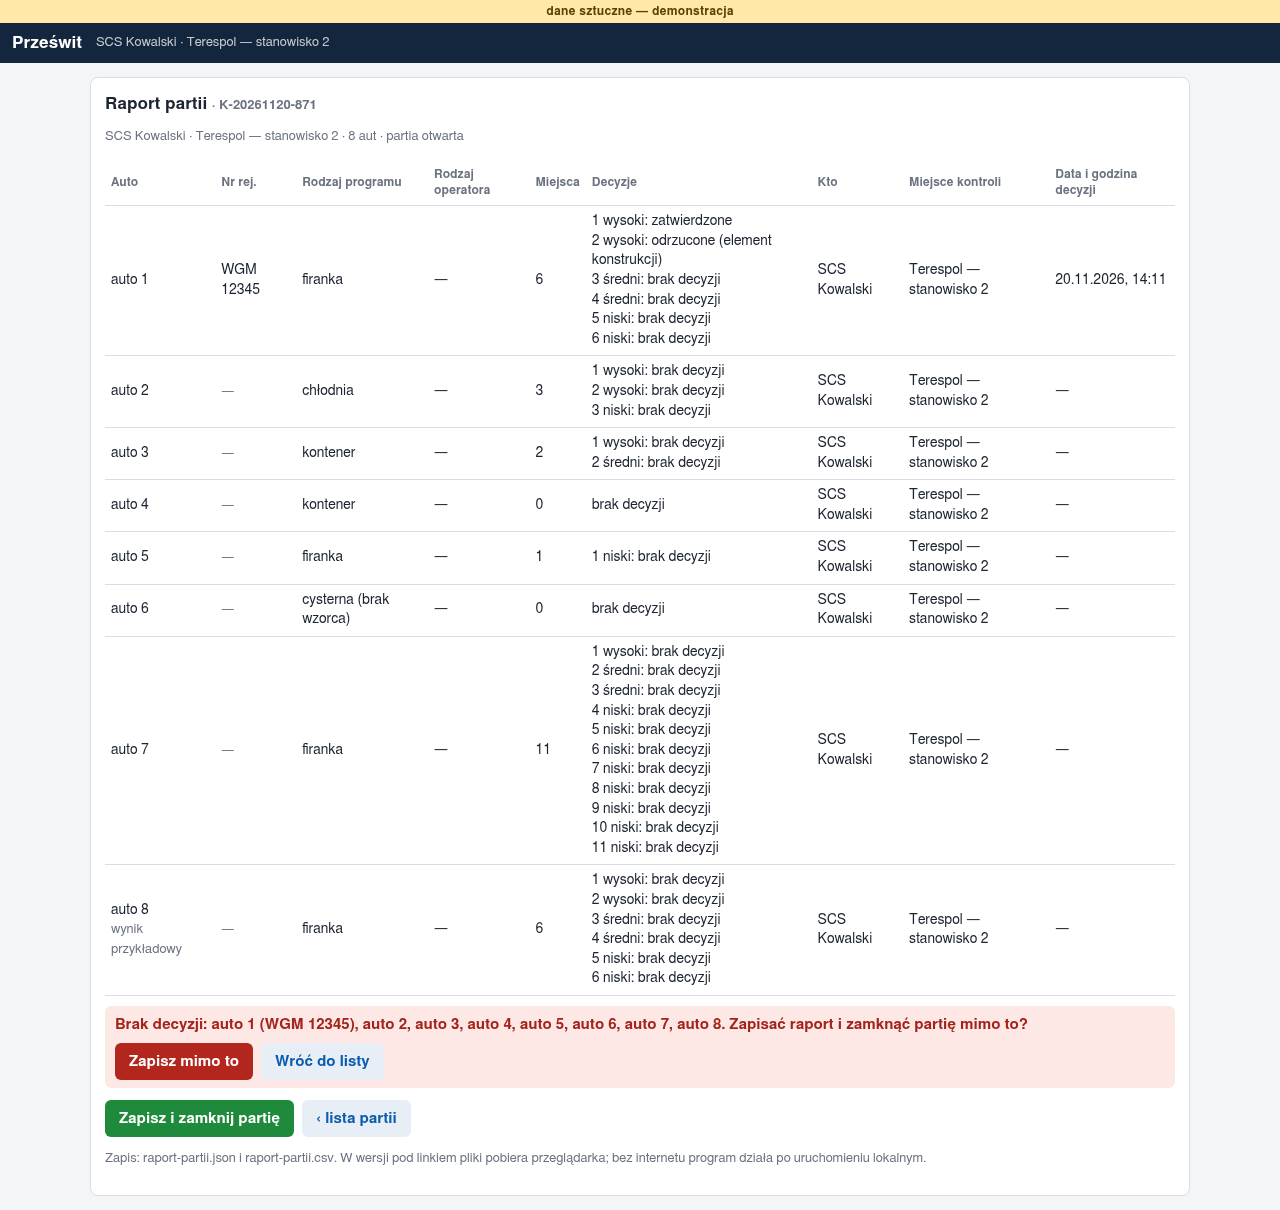 dane sztuczne — demonstracja
Prześwit SCS Kowalski · Terespol — stanowisko 2
Raport partii · K-20261120-871
SCS Kowalski · Terespol — stanowisko 2 · 8 aut · partia otwarta
Auto Nr rej. Rodzaj programu Rodzaj operatora Miejsca Decyzje Kto Miejsce kontroli Data i godzina decyzji
auto 1 WGM 12345 firanka — 6
1 wysoki: zatwierdzone
2 wysoki: odrzucone (element
konstrukcji)
3 średni: brak decyzji
4 średni: brak decyzji
5 niski: brak decyzji
6 niski: brak decyzji
SCS Kowalski Terespol — stanowisko 2 20.11.2026, 14:11
auto 2 — chłodnia — 3
1 wysoki: brak decyzji
2 wysoki: brak decyzji
3 niski: brak decyzji
SCS Kowalski Terespol — stanowisko 2 —
auto 3 — kontener — 2
1 wysoki: brak decyzji
2 średni: brak decyzji
SCS Kowalski Terespol — stanowisko 2 —
auto 4 — kontener — 0 brak decyzji SCS Kowalski Terespol — stanowisko 2 —
auto 5 — firanka — 1 1 niski: brak decyzji SCS Kowalski Terespol — stanowisko 2 —
auto 6 — cysterna (brak wzorca) — 0 brak decyzji SCS Kowalski Terespol — stanowisko 2 —
auto 7 — firanka — 11
1 wysoki: brak decyzji
2 średni: brak decyzji
3 średni: brak decyzji
4 niski: brak decyzji
5 niski: brak decyzji
6 niski: brak decyzji
7 niski: brak decyzji
8 niski: brak decyzji
9 niski: brak decyzji
10 niski: brak decyzji
11 niski: brak decyzji
SCS Kowalski Terespol — stanowisko 2 —
auto 8 wynik przykładowy — firanka — 6
1 wysoki: brak decyzji
2 wysoki: brak decyzji
3 średni: brak decyzji
4 średni: brak decyzji
5 niski: brak decyzji
6 niski: brak decyzji
SCS Kowalski Terespol — stanowisko 2 —
Brak decyzji: auto 1 (WGM 12345), auto 2, auto 3, auto 4, auto 5, auto 6, auto 7, auto 8. Zapisać raport i zamknąć partię mimo to?
Zapisz mimo to Wróć do listy
Zapisz i zamknij partię ‹ lista partii
Zapis: raport-partii.json i raport-partii.csv. W wersji pod linkiem pliki pobiera przeglądarka; bez internetu program działa po uruchomieniu lokalnym.